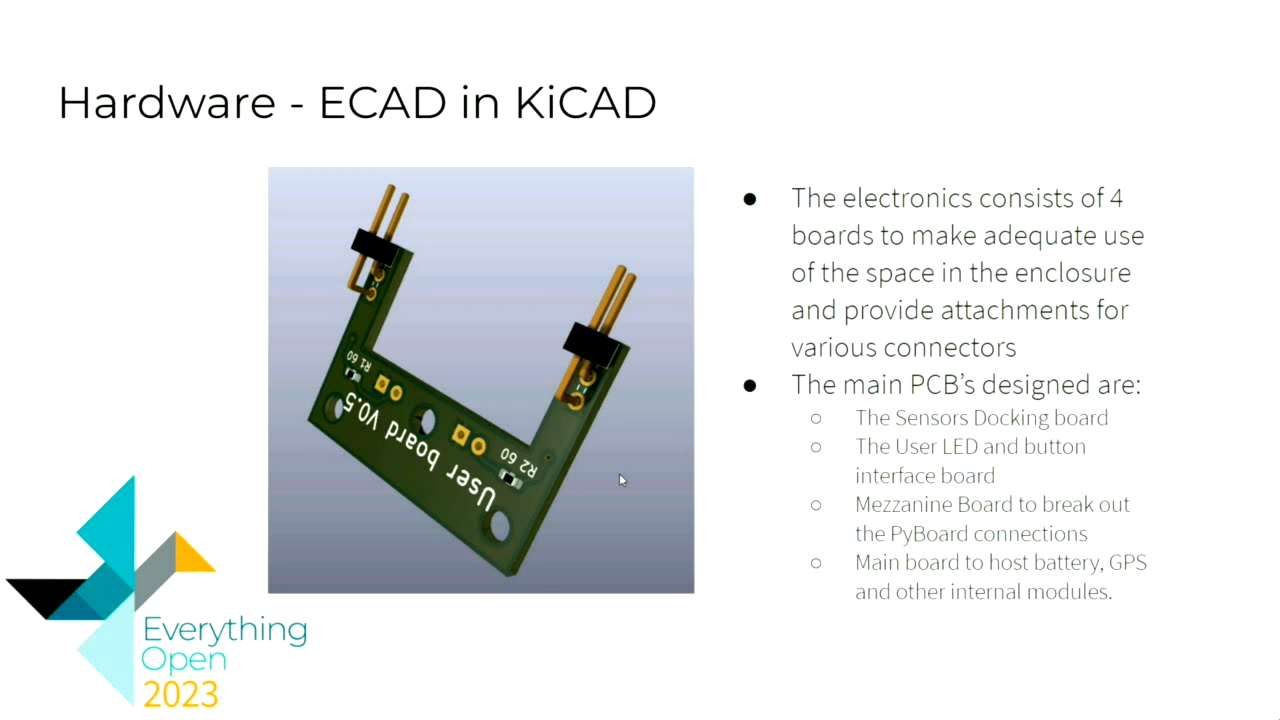 Hardware - ECAD in KiCAD
R1 60
User board V0.5
R2 60
● The electronics consists of 4
boards to make adequate use
of the space in the enclosure
and provide attachments for
various connectors
● The main PCB's designed are:
○ The Sensors Docking board
○ The User LED and button
interface board
○ Mezzanine Board to break out
the PyBoard connections
○ Main board to host battery, GPS
and other internal modules.
Everything
Open
2023